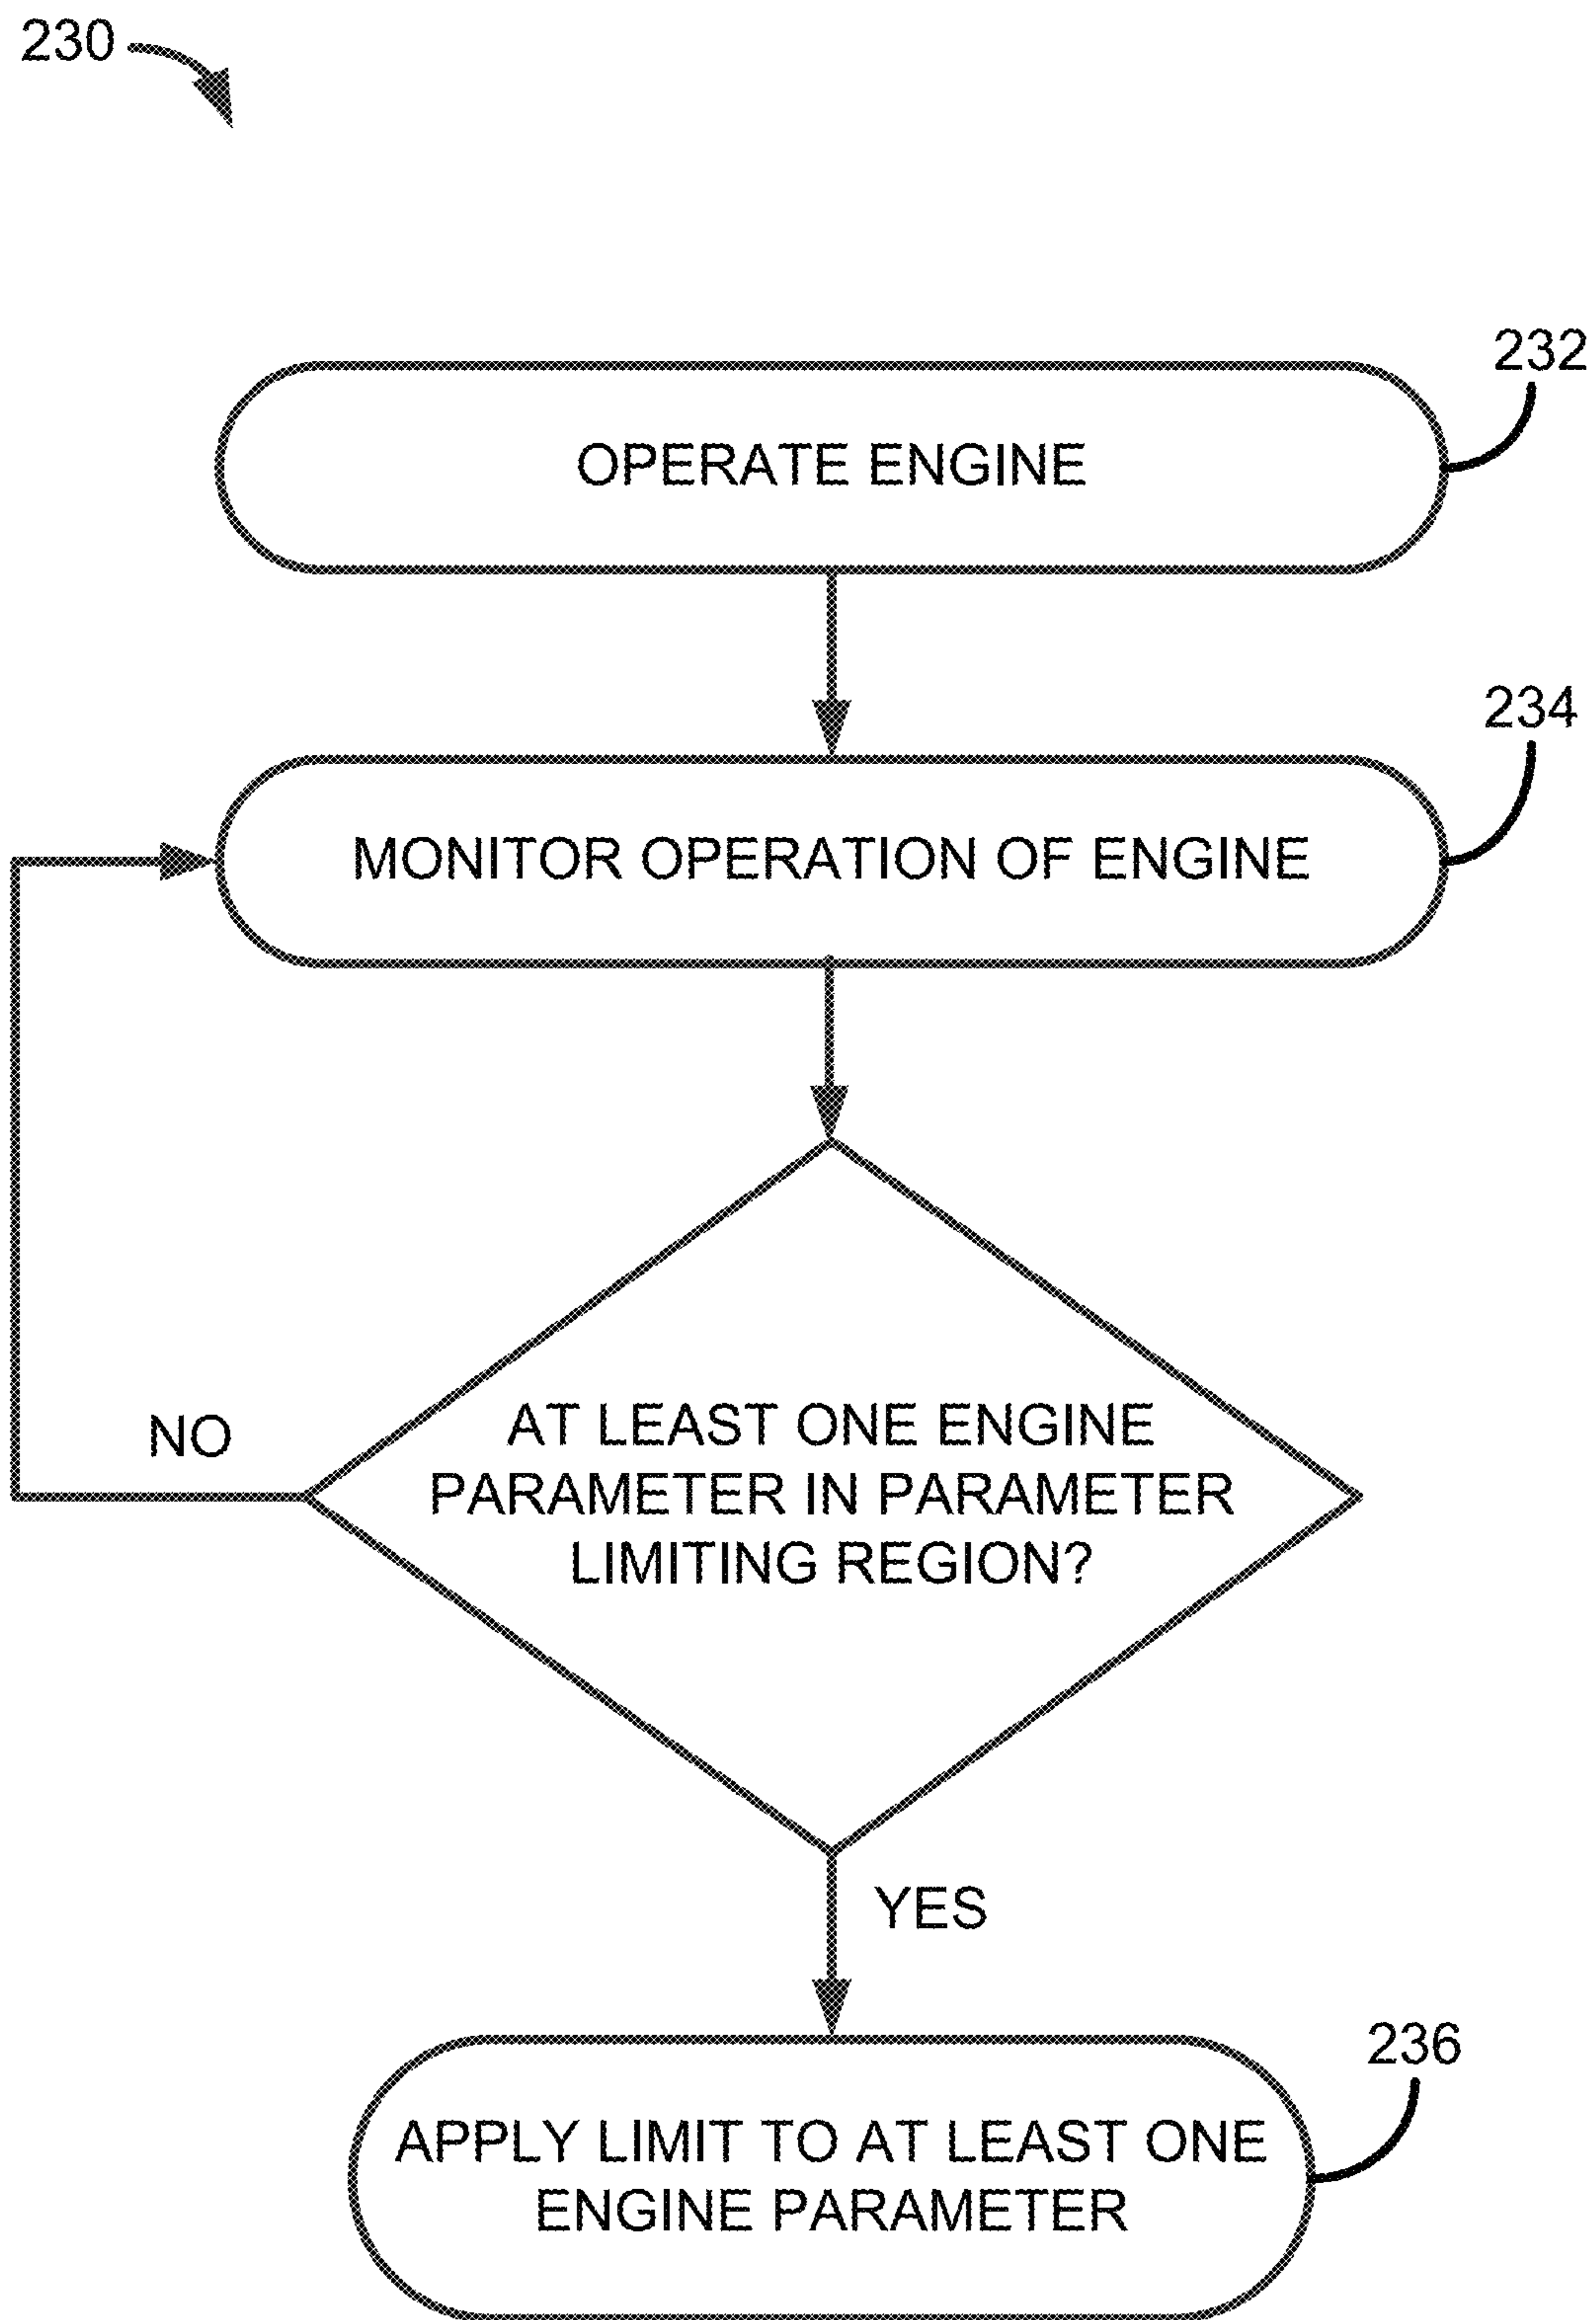 230
232
OPERATE ENGINE
234
MONITOR OPERATION OF ENGINE
NO
AT LEAST ONE ENGINE
PARAMETER IN PARAMETER
LIMITING REGION?
YES
236
APPLY LIMIT TO AT LEAST ONE
ENGINE PARAMETER